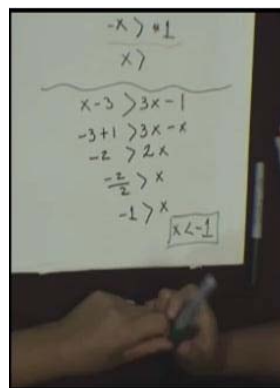 -x > 1
x >
x-3 > 3x-1
-3+1 > 3x-x
-2 > 2x
-2/2 > x
-1 > x
x < -1